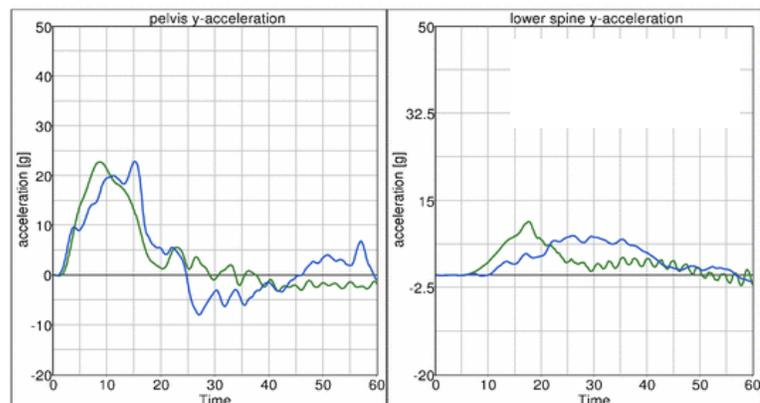 pelvis y-acceleration
50
40
30
20
10
0
-10
-20
acceleration [g]
0 10 20 30 40 50 60
Time
lower spine y-acceleration
50
32.5
15
-2.5
-20
acceleration [g]
0 10 20 30 40 50 60
Time